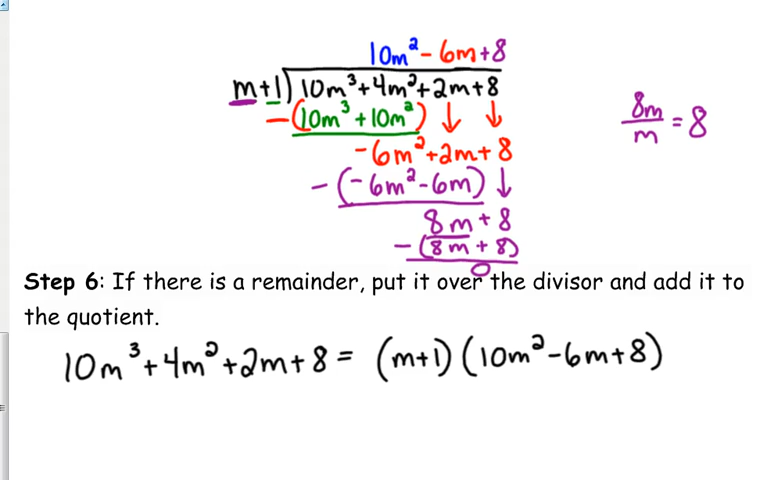 10m² - 6m + 8
m+1)10m³+4m²+2m+8
-(10m³+10m²) ↓ ↓
-6m²+2m+8
-(-6m²-6m) ↓
8m+8
-(8m+8)
0
8m/m = 8
Step 6: If there is a remainder, put it over the divisor and add it to
the quotient.
10m³+4m²+2m+8 = (m+1)(10m²-6m+8)